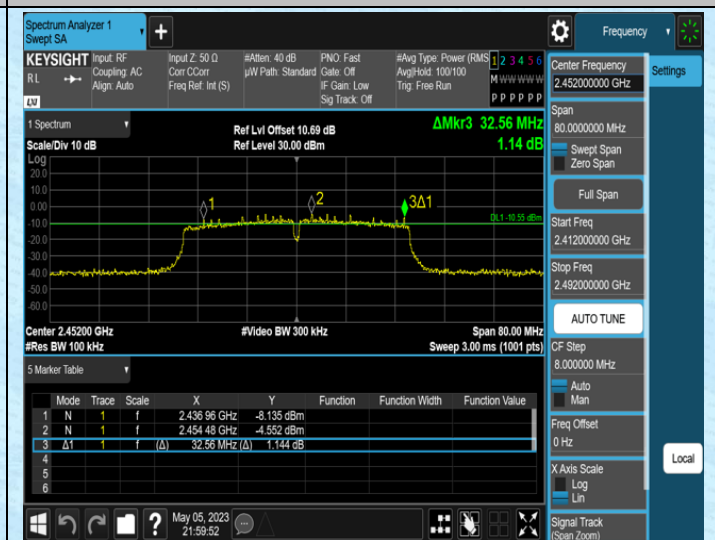 Spectrum Analyzer 1
Swept SA
+
Frequency
KEYSIGHT
RL
LXI
Input: RF
Coupling: AC
Align: Auto
Input Z: 50 Ω
Corr CCorr
Freq Ref: Int (S)
#Atten: 40 dB
µW Path: Standard
PNO: Fast
Gate: Off
IF Gain: Low
Sig Track: Off
#Avg Type: Power (RMS
Avg|Hold: 100/100
Trig: Free Run
1 2 3 4 5 6
M W W W W W
P P P P P P
Center Frequency
2.452000000 GHz
Settings
Span
80.0000000 MHz
Swept Span
Zero Span
Full Span
Start Freq
2.412000000 GHz
Stop Freq
2.492000000 GHz
AUTO TUNE
CF Step
8.000000 MHz
Auto
Man
Freq Offset
0 Hz
X Axis Scale
Log
Lin
Signal Track
(Span Zoom)
Local
1 Spectrum
Scale/Div 10 dB
Ref Lvl Offset 10.69 dB
Ref Level 30.00 dBm
ΔMkr3 32.56 MHz
1.14 dB
Log
20.0
10.0
0.00
-10.0
-20.0
-30.0
-40.0
-50.0
-60.0
1
2
3Δ1
DL1 -10.55 dBm
Center 2.45200 GHz
#Res BW 100 kHz
#Video BW 300 kHz
Span 80.00 MHz
Sweep 3.00 ms (1001 pts)
5 Marker Table
Mode Trace Scale X Y Function Function Width Function Value
1 N 1 f 2.436 96 GHz -8.135 dBm
2 N 1 f 2.454 48 GHz -4.552 dBm
3 Δ1 1 f (Δ) 32.56 MHz (Δ) 1.144 dB
4
5
6
?
May 05, 2023
21:59:52